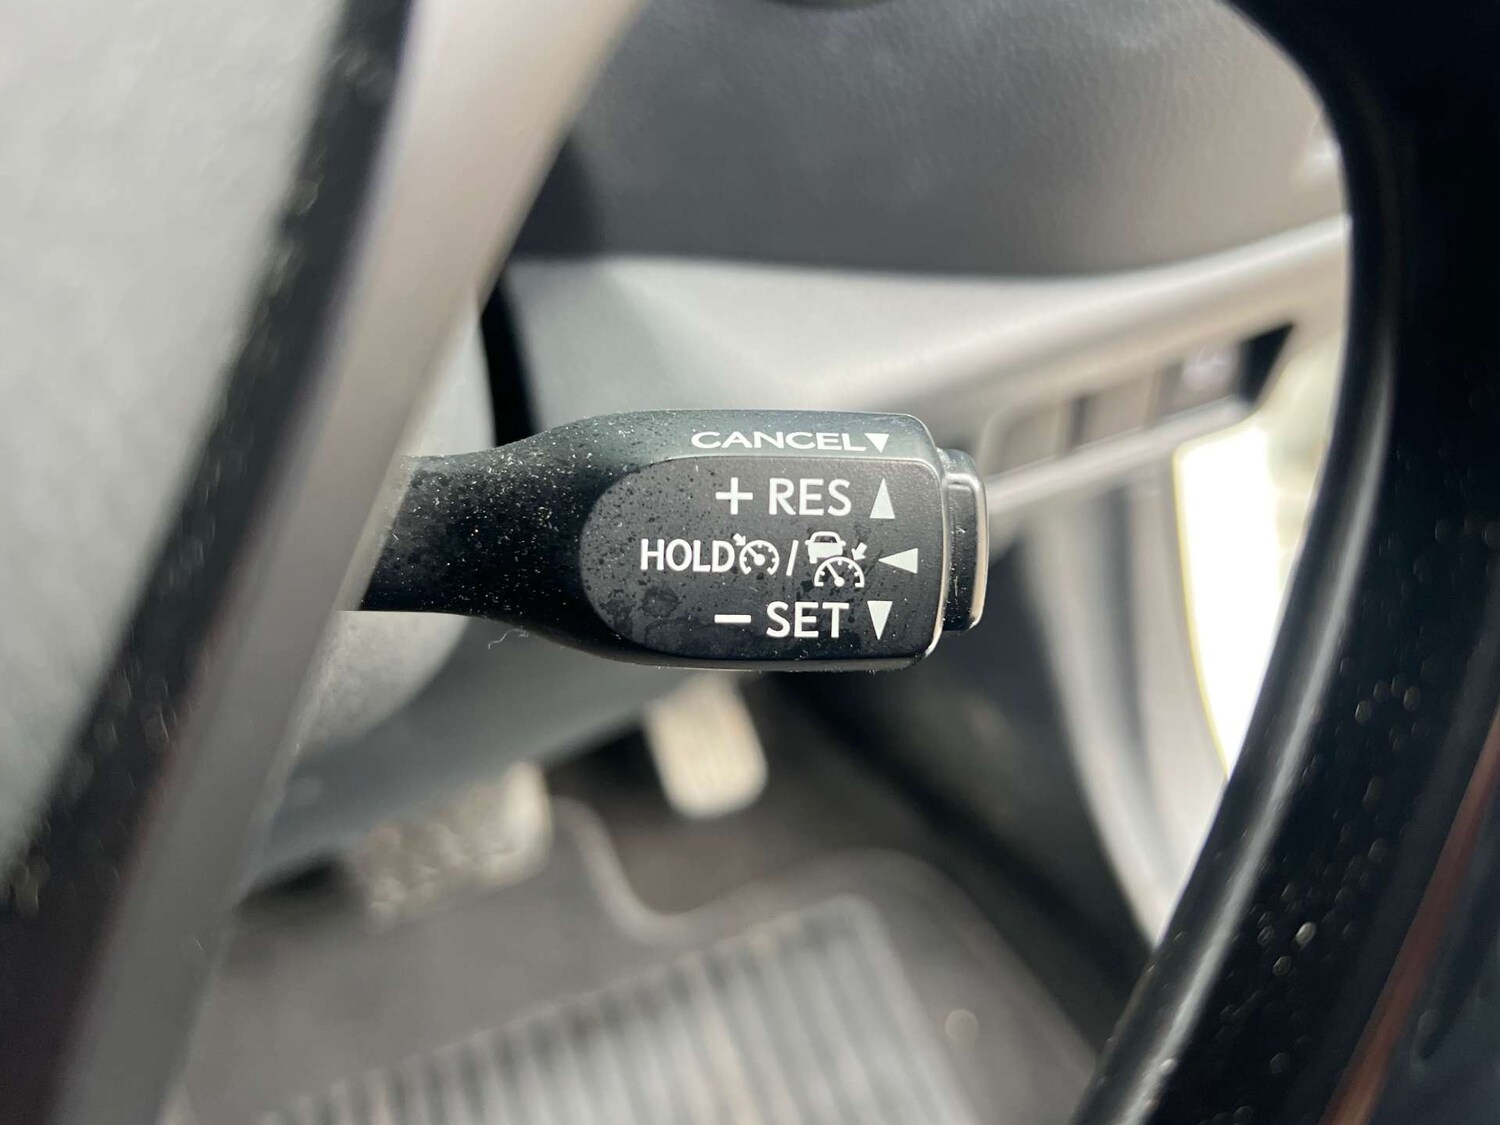 CANCEL▼
+ RES ▲
HOLD / ◀
− SET ▼